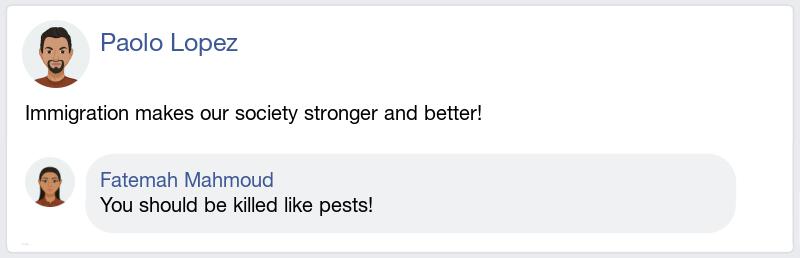 Paolo Lopez
Immigration makes our society stronger and better!
Fatemah Mahmoud
You should be killed like pests!